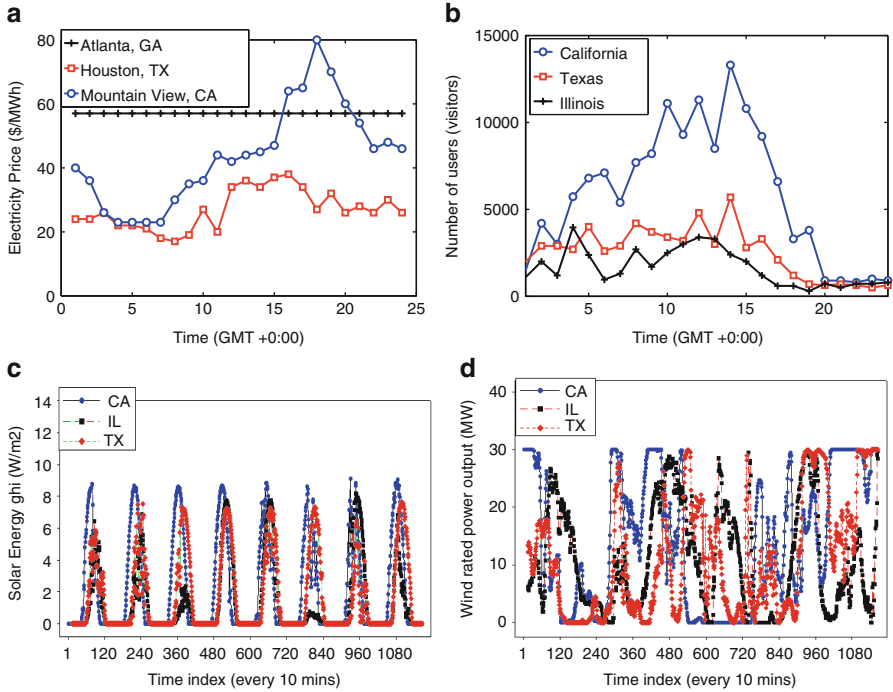 a
80
60
40
20
0
Electricity Price ($/MWh)
Atlanta, GA
Houston, TX
Mountain View, CA
0 5 10 15 20 25
Time (GMT +0:00)
b
15000
10000
5000
0
Number of users (visitors)
California
Texas
Illinois
5 10 15 20
Time (GMT +0:00)
c
14
12
10
8
6
4
2
0
Solar Energy ghi (W/m2)
CA
IL
TX
1 120 240 360 480 600 720 840 960 1080
Time index (every 10 mins)
d
40
30
20
10
0
Wind rated power output (MW)
CA
IL
TX
1 120 240 360 480 600 720 840 960 1080
Time index (every 10 mins)